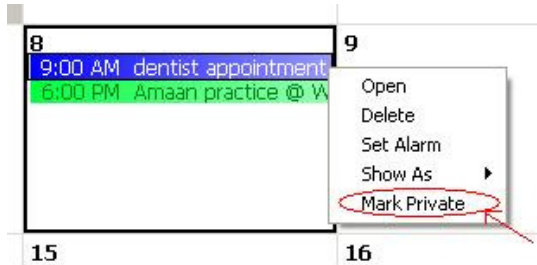 8
9
9:00 AM dentist appointment
6:00 PM Amaan practice @ W
Open
Delete
Set Alarm
Show As
Mark Private
15
16